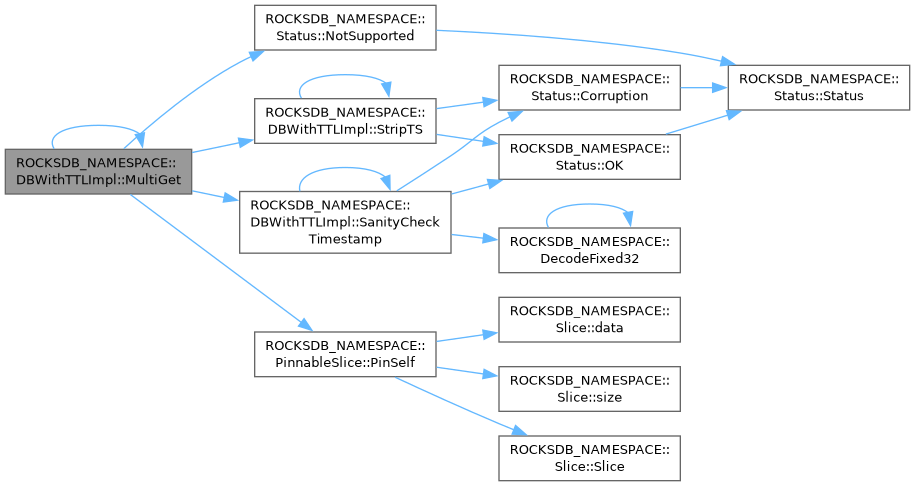 ROCKSDB_NAMESPACE::
DBWithTTLImpl::MultiGet
ROCKSDB_NAMESPACE::
Status::NotSupported
ROCKSDB_NAMESPACE::
DBWithTTLImpl::StripTS
ROCKSDB_NAMESPACE::
DBWithTTLImpl::SanityCheck
Timestamp
ROCKSDB_NAMESPACE::
PinnableSlice::PinSelf
ROCKSDB_NAMESPACE::
Status::Corruption
ROCKSDB_NAMESPACE::
Status::OK
ROCKSDB_NAMESPACE::
DecodeFixed32
ROCKSDB_NAMESPACE::
Slice::data
ROCKSDB_NAMESPACE::
Slice::size
ROCKSDB_NAMESPACE::
Slice::Slice
ROCKSDB_NAMESPACE::
Status::Status